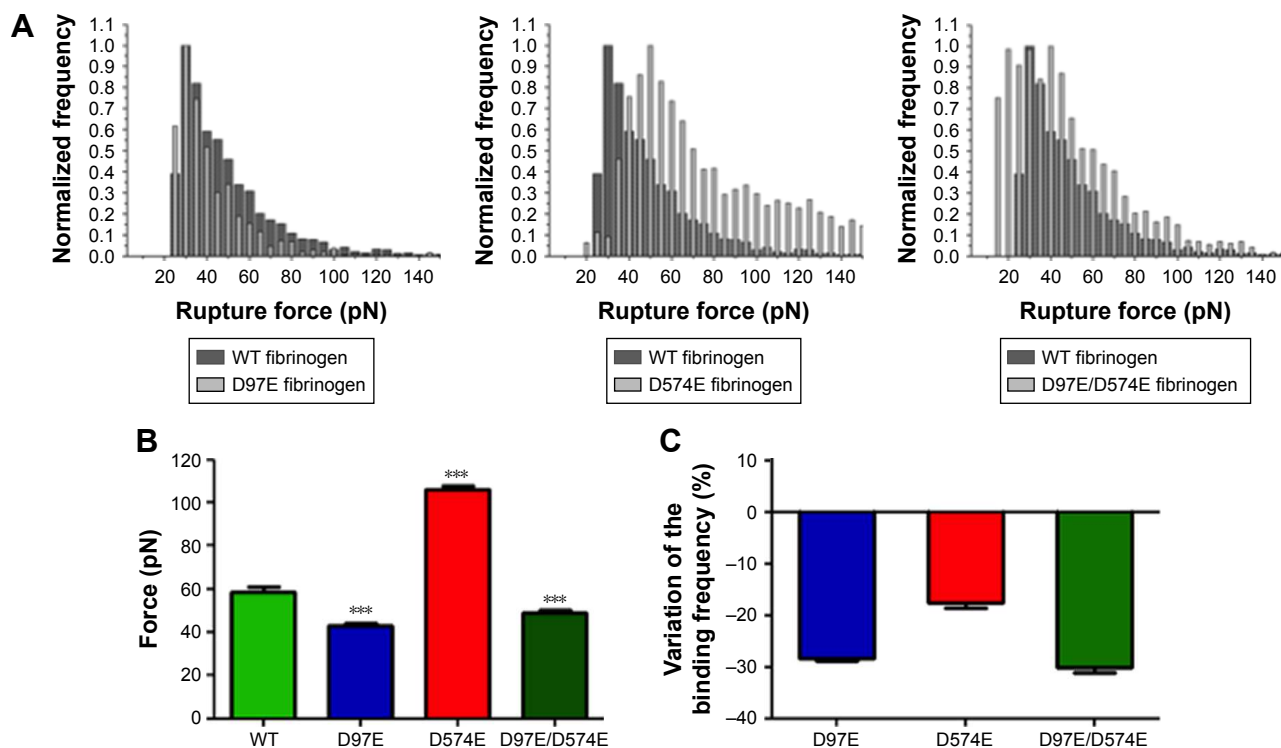 A
Normalized frequency
1.1
1.0
0.9
0.8
0.7
0.6
0.5
0.4
0.3
0.2
0.1
0.0
20 40 60 80 100 120 140
Rupture force (pN)
WT fibrinogen
D97E fibrinogen
Normalized frequency
1.1
1.0
0.9
0.8
0.7
0.6
0.5
0.4
0.3
0.2
0.1
0.0
20 40 60 80 100 120 140
Rupture force (pN)
WT fibrinogen
D574E fibrinogen
Normalized frequency
1.1
1.0
0.9
0.8
0.7
0.6
0.5
0.4
0.3
0.2
0.1
0.0
20 40 60 80 100 120 140
Rupture force (pN)
WT fibrinogen
D97E/D574E fibrinogen
B
Force (pN)
120
100
80
60
40
20
0
***
***
***
WT D97E D574E D97E/D574E
C
Variation of the
binding frequency (%)
10
0
–10
–20
–30
–40
D97E D574E D97E/D574E